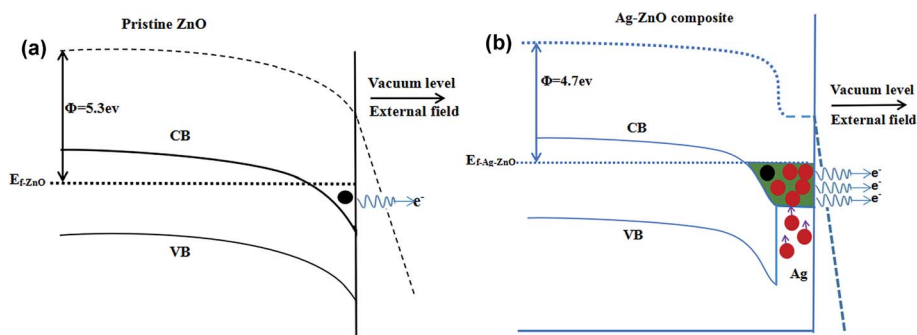 (a)
Pristine ZnO
Φ=5.3ev
CB
Ef-ZnO
VB
Vacuum level
External field
e-
(b)
Ag-ZnO composite
Φ=4.7ev
CB
Ef-Ag-ZnO
VB
Ag
Vacuum level
External field
e-
e-
e-